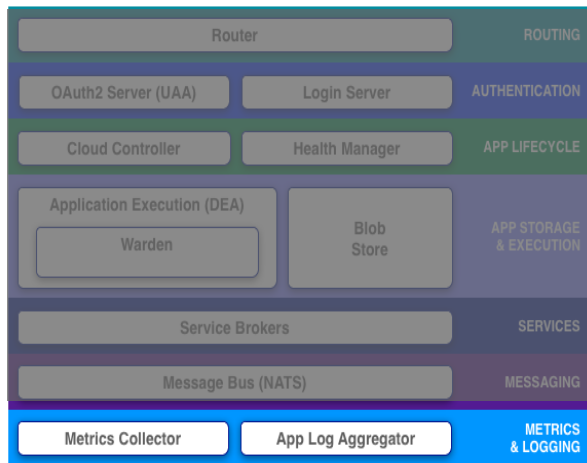 Router
ROUTING
OAuth2 Server (UAA)
Login Server
AUTHENTICATION
Cloud Controller
Health Manager
APP LIFECYCLE
Application Execution (DEA)
Warden
Blob
Store
APP STORAGE
& EXECUTION
Service Brokers
SERVICES
Message Bus (NATS)
MESSAGING
Metrics Collector
App Log Aggregator
METRICS
& LOGGING